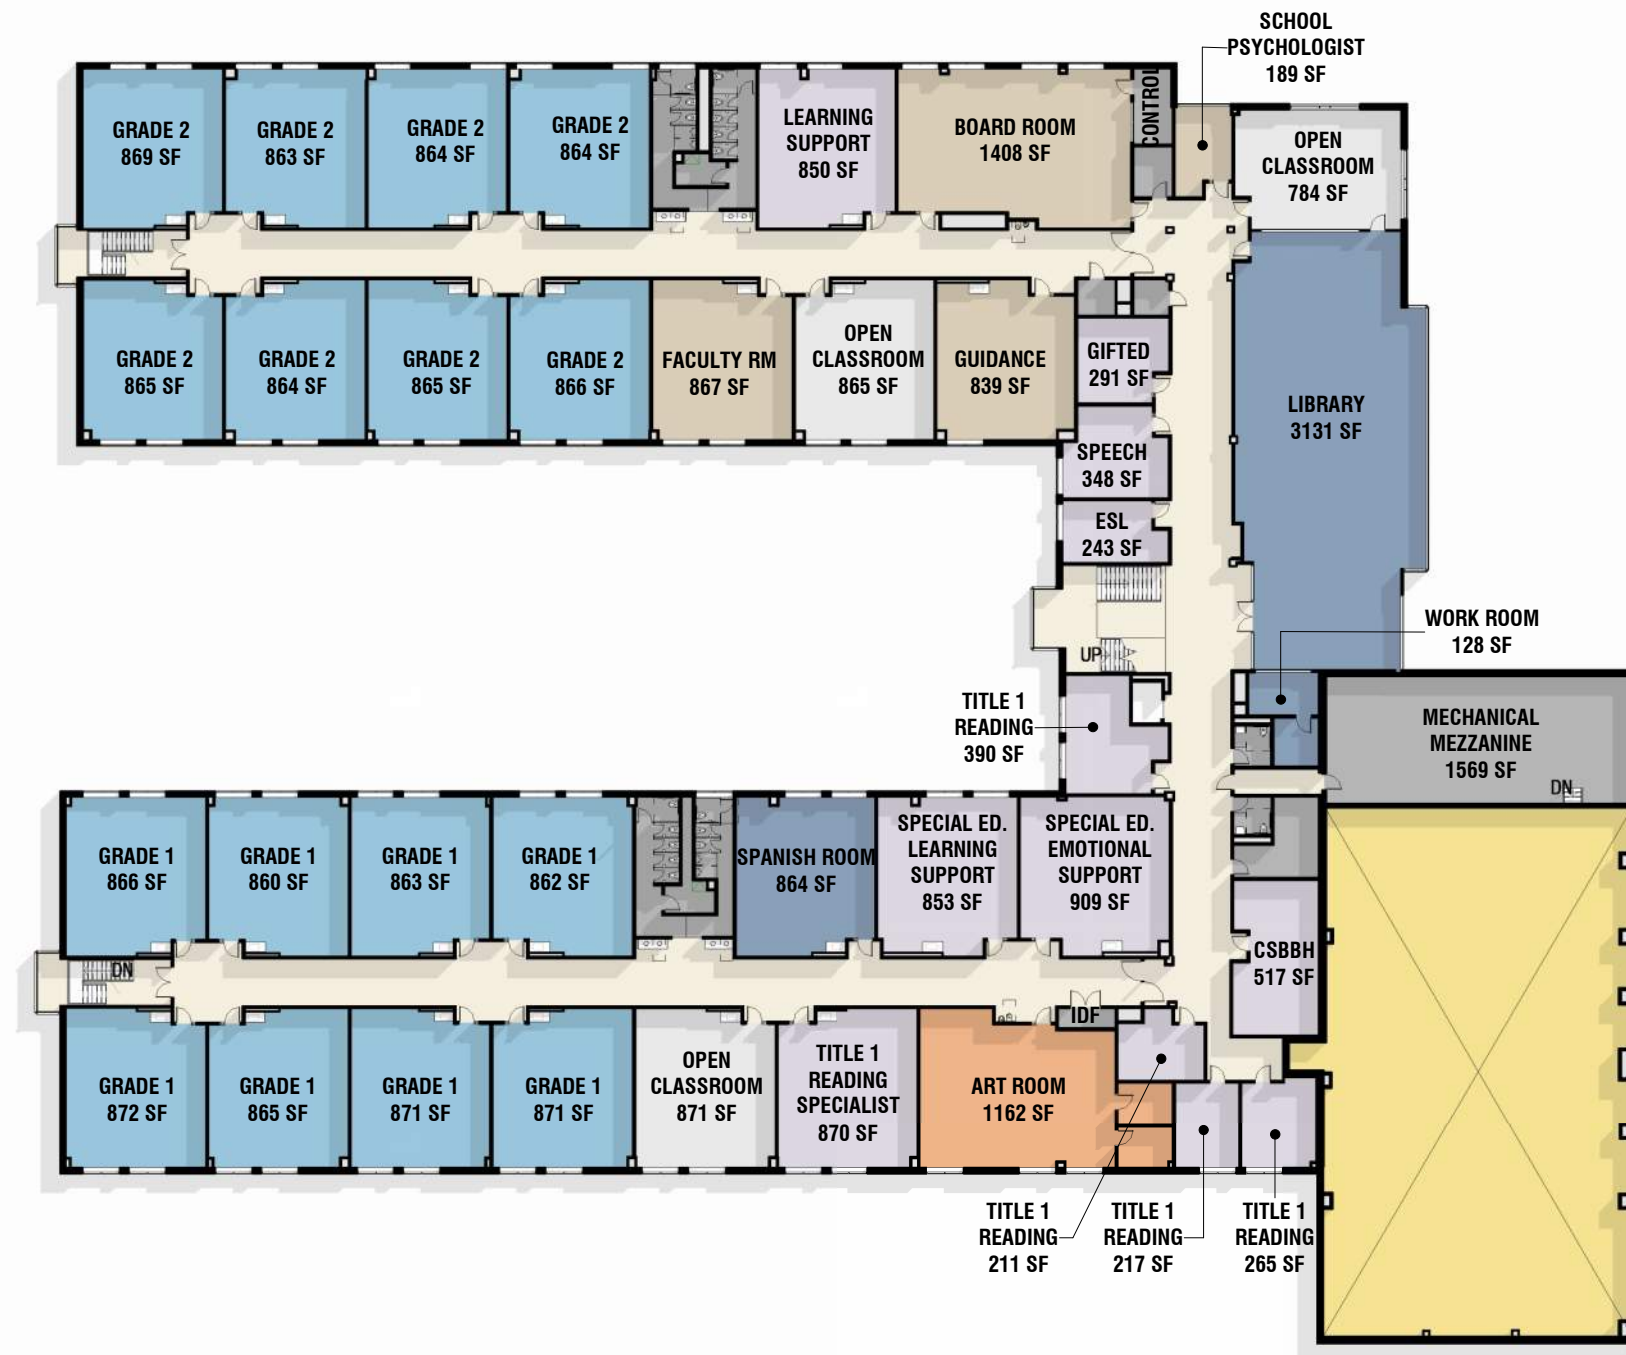 SCHOOL
PSYCHOLOGIST
189 SF
GRADE 2
869 SF
GRADE 2
863 SF
GRADE 2
864 SF
GRADE 2
864 SF
LEARNING
SUPPORT
850 SF
BOARD ROOM
1408 SF
CONTROL
OPEN
CLASSROOM
784 SF
GRADE 2
865 SF
GRADE 2
864 SF
GRADE 2
865 SF
GRADE 2
866 SF
FACULTY RM
867 SF
OPEN
CLASSROOM
865 SF
GUIDANCE
839 SF
GIFTED
291 SF
LIBRARY
3131 SF
SPEECH
348 SF
ESL
243 SF
WORK ROOM
128 SF
UP
TITLE 1
READING
390 SF
MECHANICAL
MEZZANINE
1569 SF
DN
GRADE 1
866 SF
GRADE 1
860 SF
GRADE 1
863 SF
GRADE 1
862 SF
SPANISH ROOM
864 SF
SPECIAL ED.
LEARNING
SUPPORT
853 SF
SPECIAL ED.
EMOTIONAL
SUPPORT
909 SF
CSBBH
517 SF
DN
IDF
GRADE 1
872 SF
GRADE 1
865 SF
GRADE 1
871 SF
GRADE 1
871 SF
OPEN
CLASSROOM
871 SF
TITLE 1
READING
SPECIALIST
870 SF
ART ROOM
1162 SF
TITLE 1
READING
211 SF
TITLE 1
READING
217 SF
TITLE 1
READING
265 SF